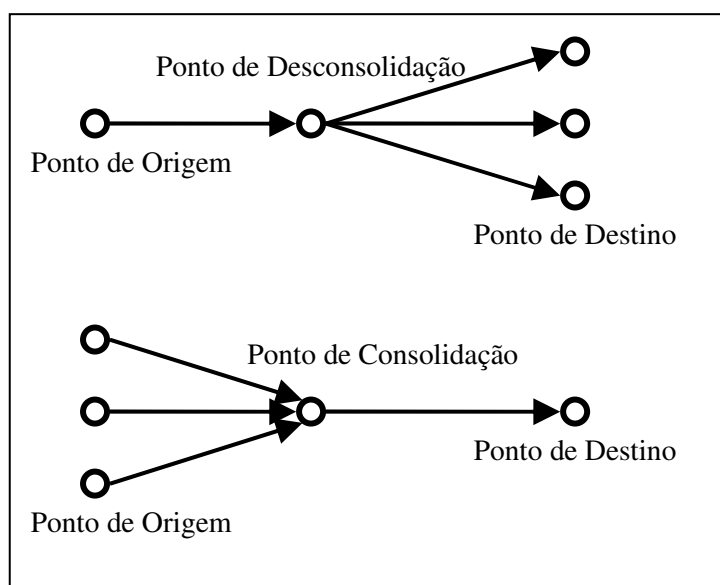 Ponto de Desconsolidação
Ponto de Origem
Ponto de Destino
Ponto de Consolidação
Ponto de Destino
Ponto de Origem